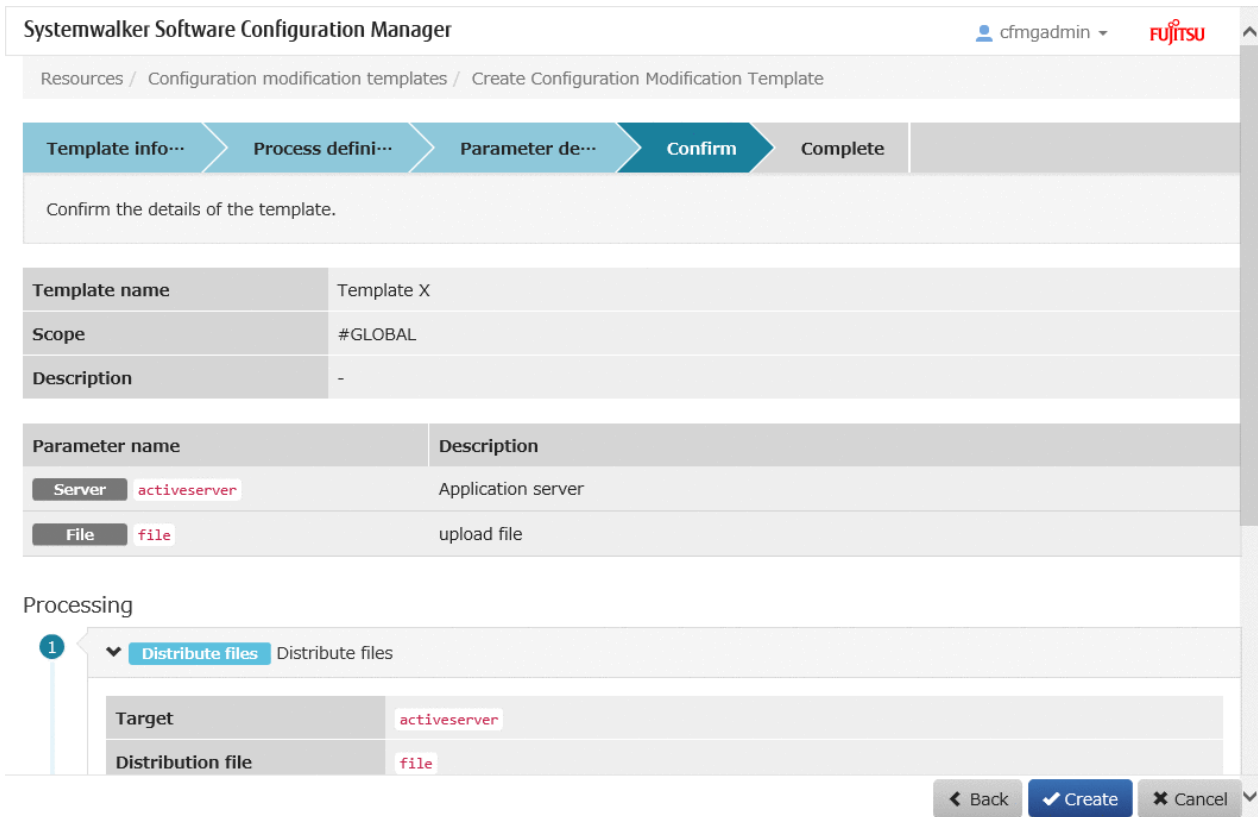 Systemwalker Software Configuration Manager cfmgadmin FUJITSU
Resources / Configuration modification templates / Create Configuration Modification Template
Template info··· Process defini··· Parameter de··· Confirm Complete
Confirm the details of the template.
Template name Template X
Scope #GLOBAL
Description -
Parameter name Description
Server activeserver Application server
File file upload file
Processing
1 Distribute files Distribute files
Target activeserver
Distribution file file
Back Create Cancel